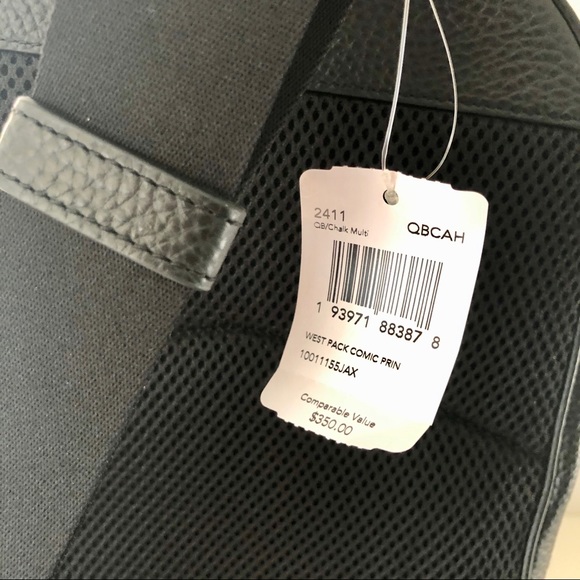 2411 QBCAH
QB/Chalk Multi
1 93971 88387 8
WEST PACK COMIC PRIN
10011155JAX
Comparable Value
$350.00